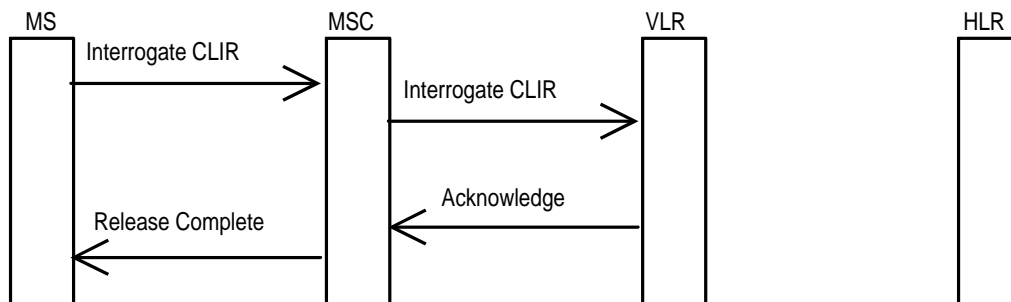 MS MSC VLR HLR
Interrogate CLIR
Interrogate CLIR
Acknowledge
Release Complete